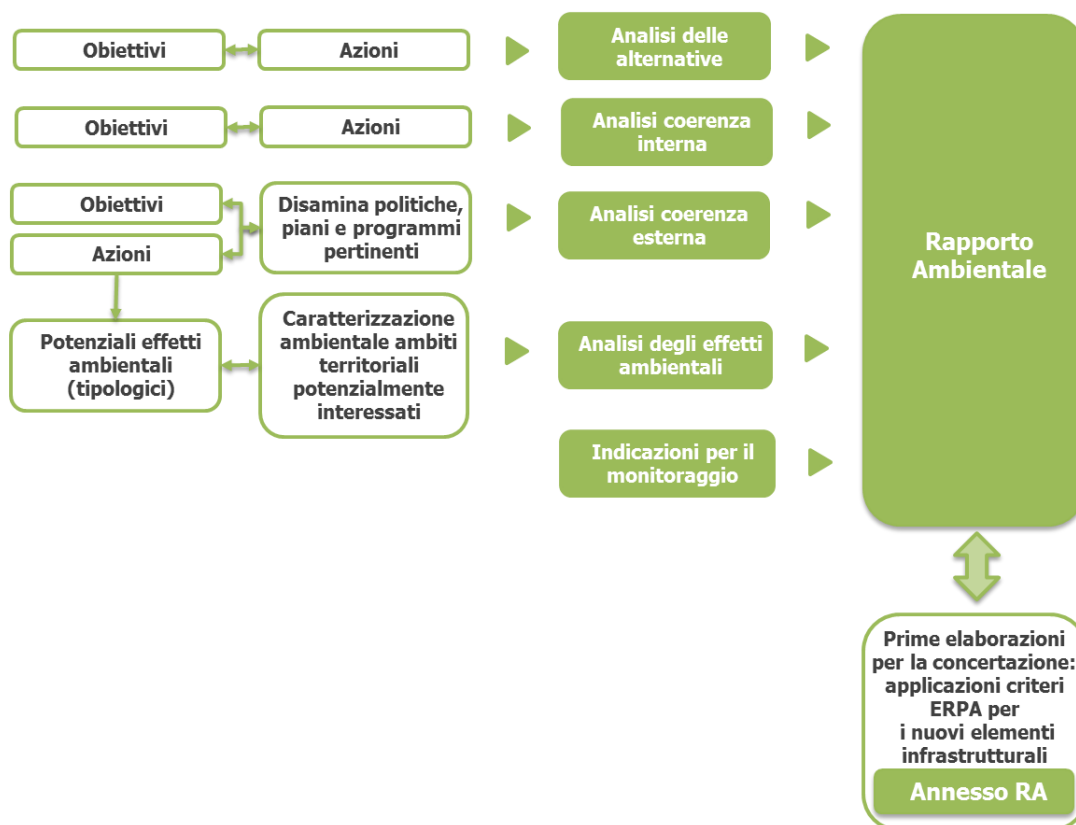 Obiettivi
Azioni
Analisi delle
alternative
Obiettivi
Azioni
Analisi coerenza
interna
Obiettivi
Azioni
Disamina politiche,
piani e programmi
pertinenti
Analisi coerenza
esterna
Potenziali effetti
ambientali
(tipologici)
Caratterizzazione
ambientale ambiti
territoriali
potenzialmente
interessati
Analisi degli effetti
ambientali
Indicazioni per il
monitoraggio
Rapporto
Ambientale
Prime elaborazioni
per la concertazione:
applicazioni criteri
ERPA per
i nuovi elementi
infrastrutturali
Annesso RA